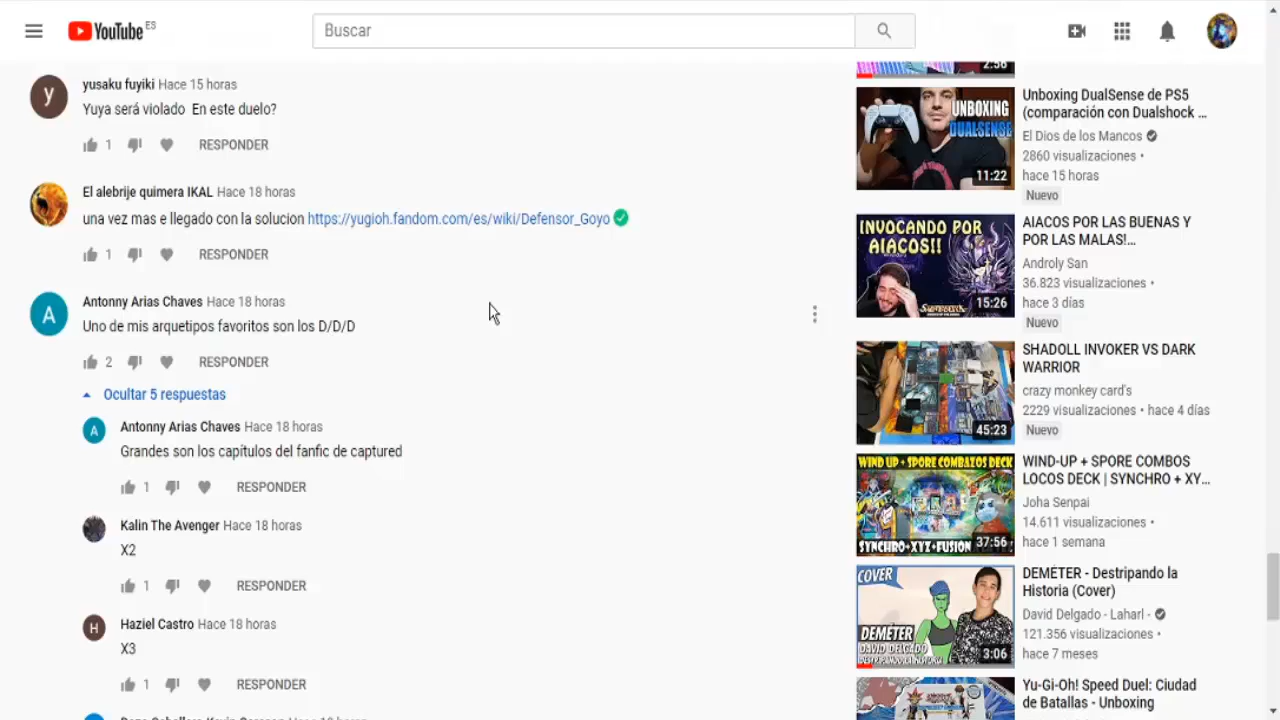 YouTube ES
Buscar
yusaku fuyiki Hace 15 horas
Yuya será violado En este duelo?
1 RESPONDER
El alebrije quimera IKAL Hace 18 horas
una vez mas e llegado con la solucion https://yugioh.fandom.com/es/wiki/Defensor_Goyo
1 RESPONDER
Antonny Arias Chaves Hace 18 horas
Uno de mis arquetipos favoritos son los D/D/D
2 RESPONDER
Ocultar 5 respuestas
A
Antonny Arias Chaves Hace 18 horas
Grandes son los capítulos del fanfic de captured
1 RESPONDER
Kalin The Avenger Hace 18 horas
X2
1 RESPONDER
H
Haziel Castro Hace 18 horas
X3
1 RESPONDER
y
A
2:56
UNBOXING
DUALSENSE
11:22
Unboxing DualSense de PS5
(comparación con Dualshock ...
El Dios de los Mancos
2860 visualizaciones •
hace 15 horas
Nuevo
INVOCANDO POR
AIACOS!!
15:26
AIACOS POR LAS BUENAS Y
POR LAS MALAS!...
Androly San
36.823 visualizaciones •
hace 3 días
Nuevo
45:23
SHADOLL INVOKER VS DARK
WARRIOR
crazy monkey card's
2229 visualizaciones • hace 4 días
Nuevo
WIND UP + SPORE COMBAZOS DECK
SYNCHRO+XYZ+FUSION
37:56
WIND-UP + SPORE COMBOS
LOCOS DECK | SYNCHRO + XY...
Joha Senpai
14.611 visualizaciones •
hace 1 semana
COVER
DEMÉTER
DAVID DELGADO
DESTRIPANDO LA HISTORIA
3:06
DEMÉTER - Destripando la
Historia (Cover)
David Delgado - Laharl -
121.356 visualizaciones •
hace 7 meses
Yu-Gi-Oh! Speed Duel: Ciudad
de Batallas - Unboxing